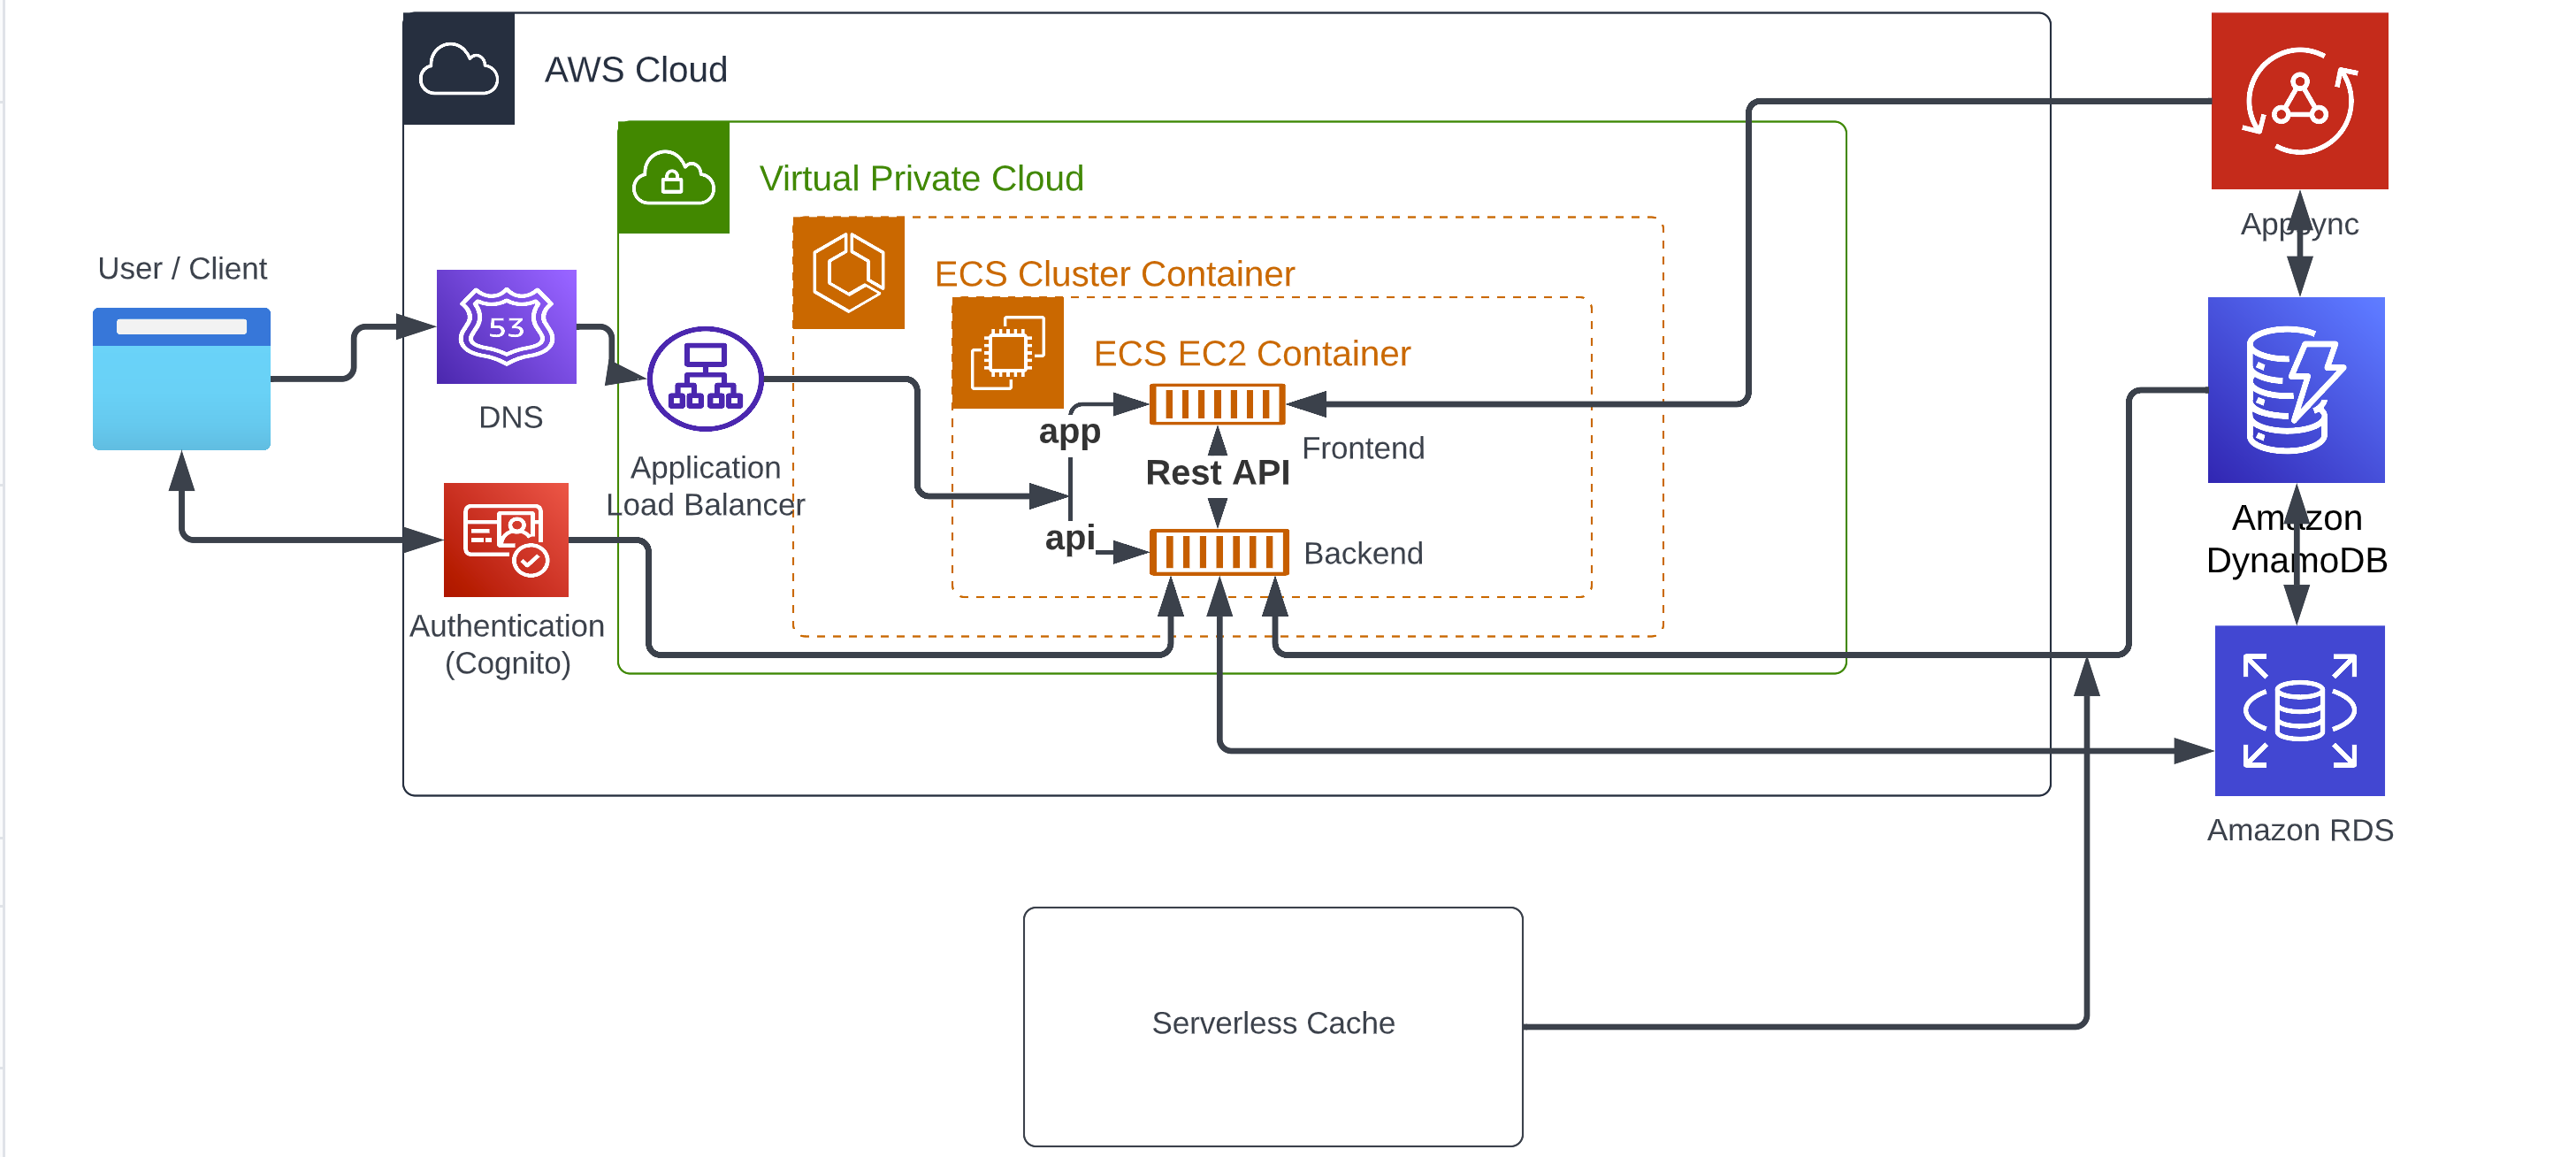 AWS Cloud
Virtual Private Cloud
ECS Cluster Container
ECS EC2 Container
User / Client
53
DNS
Application
Load Balancer
Authentication
(Cognito)
app
Rest API
api
Frontend
Backend
Appsync
Amazon
DynamoDB
Amazon RDS
Serverless Cache